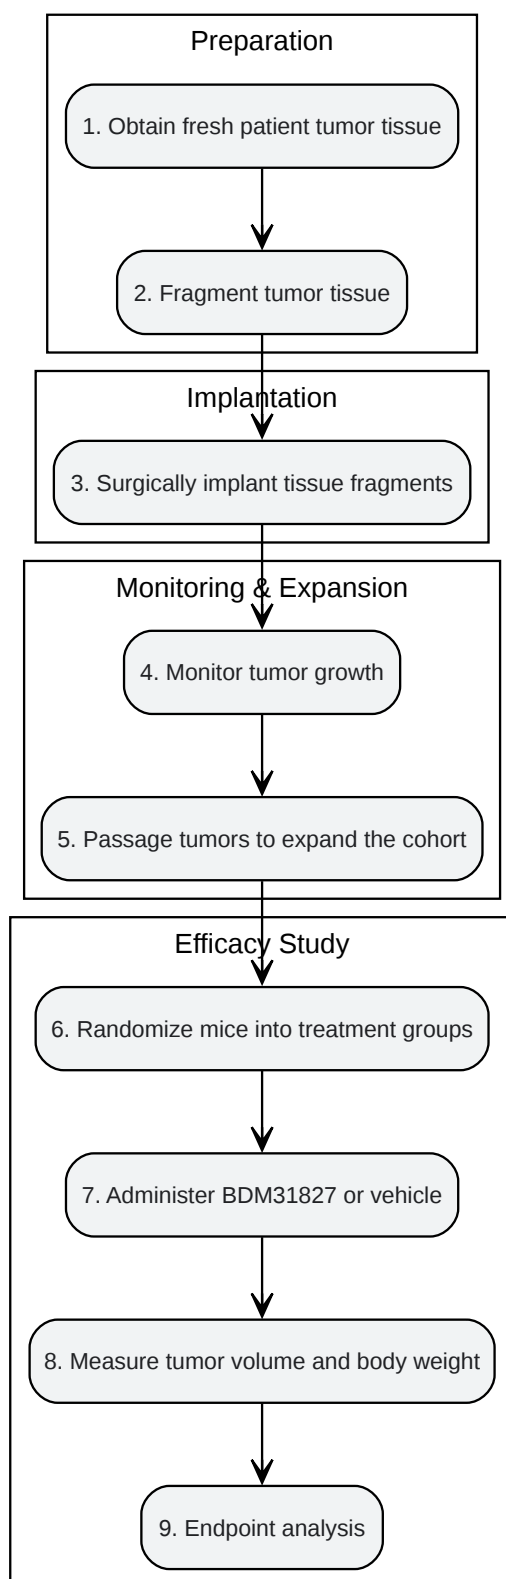 Preparation
1. Obtain fresh patient tumor tissue
2. Fragment tumor tissue
Implantation
3. Surgically implant tissue fragments
Monitoring & Expansion
4. Monitor tumor growth
5. Passage tumors to expand the cohort
Efficacy Study
6. Randomize mice into treatment groups
7. Administer BDM31827 or vehicle
8. Measure tumor volume and body weight
9. Endpoint analysis